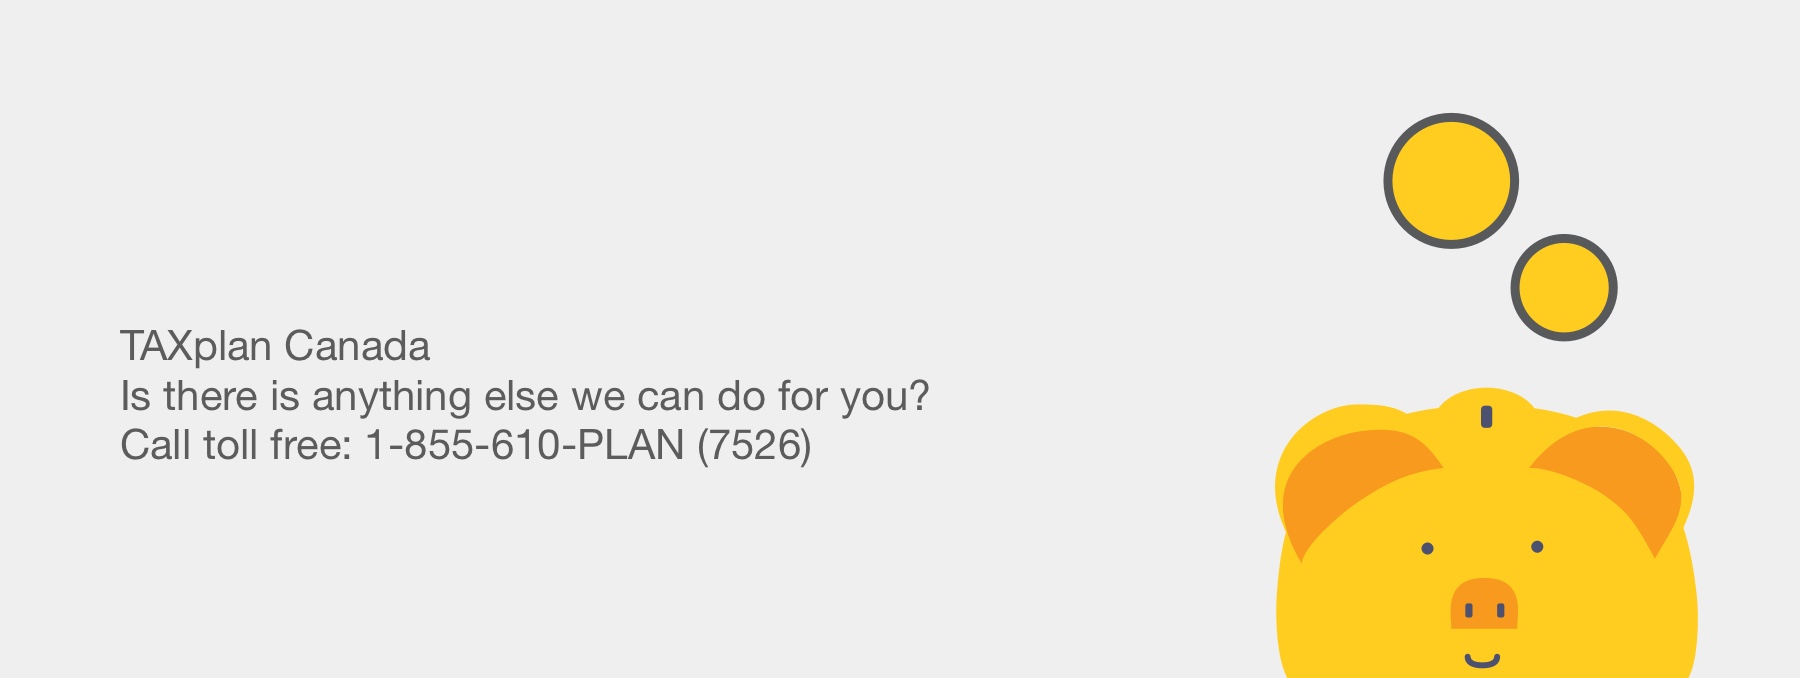 TAXplan Canada
Is there is anything else we can do for you?
Call toll free: 1-855-610-PLAN (7526)